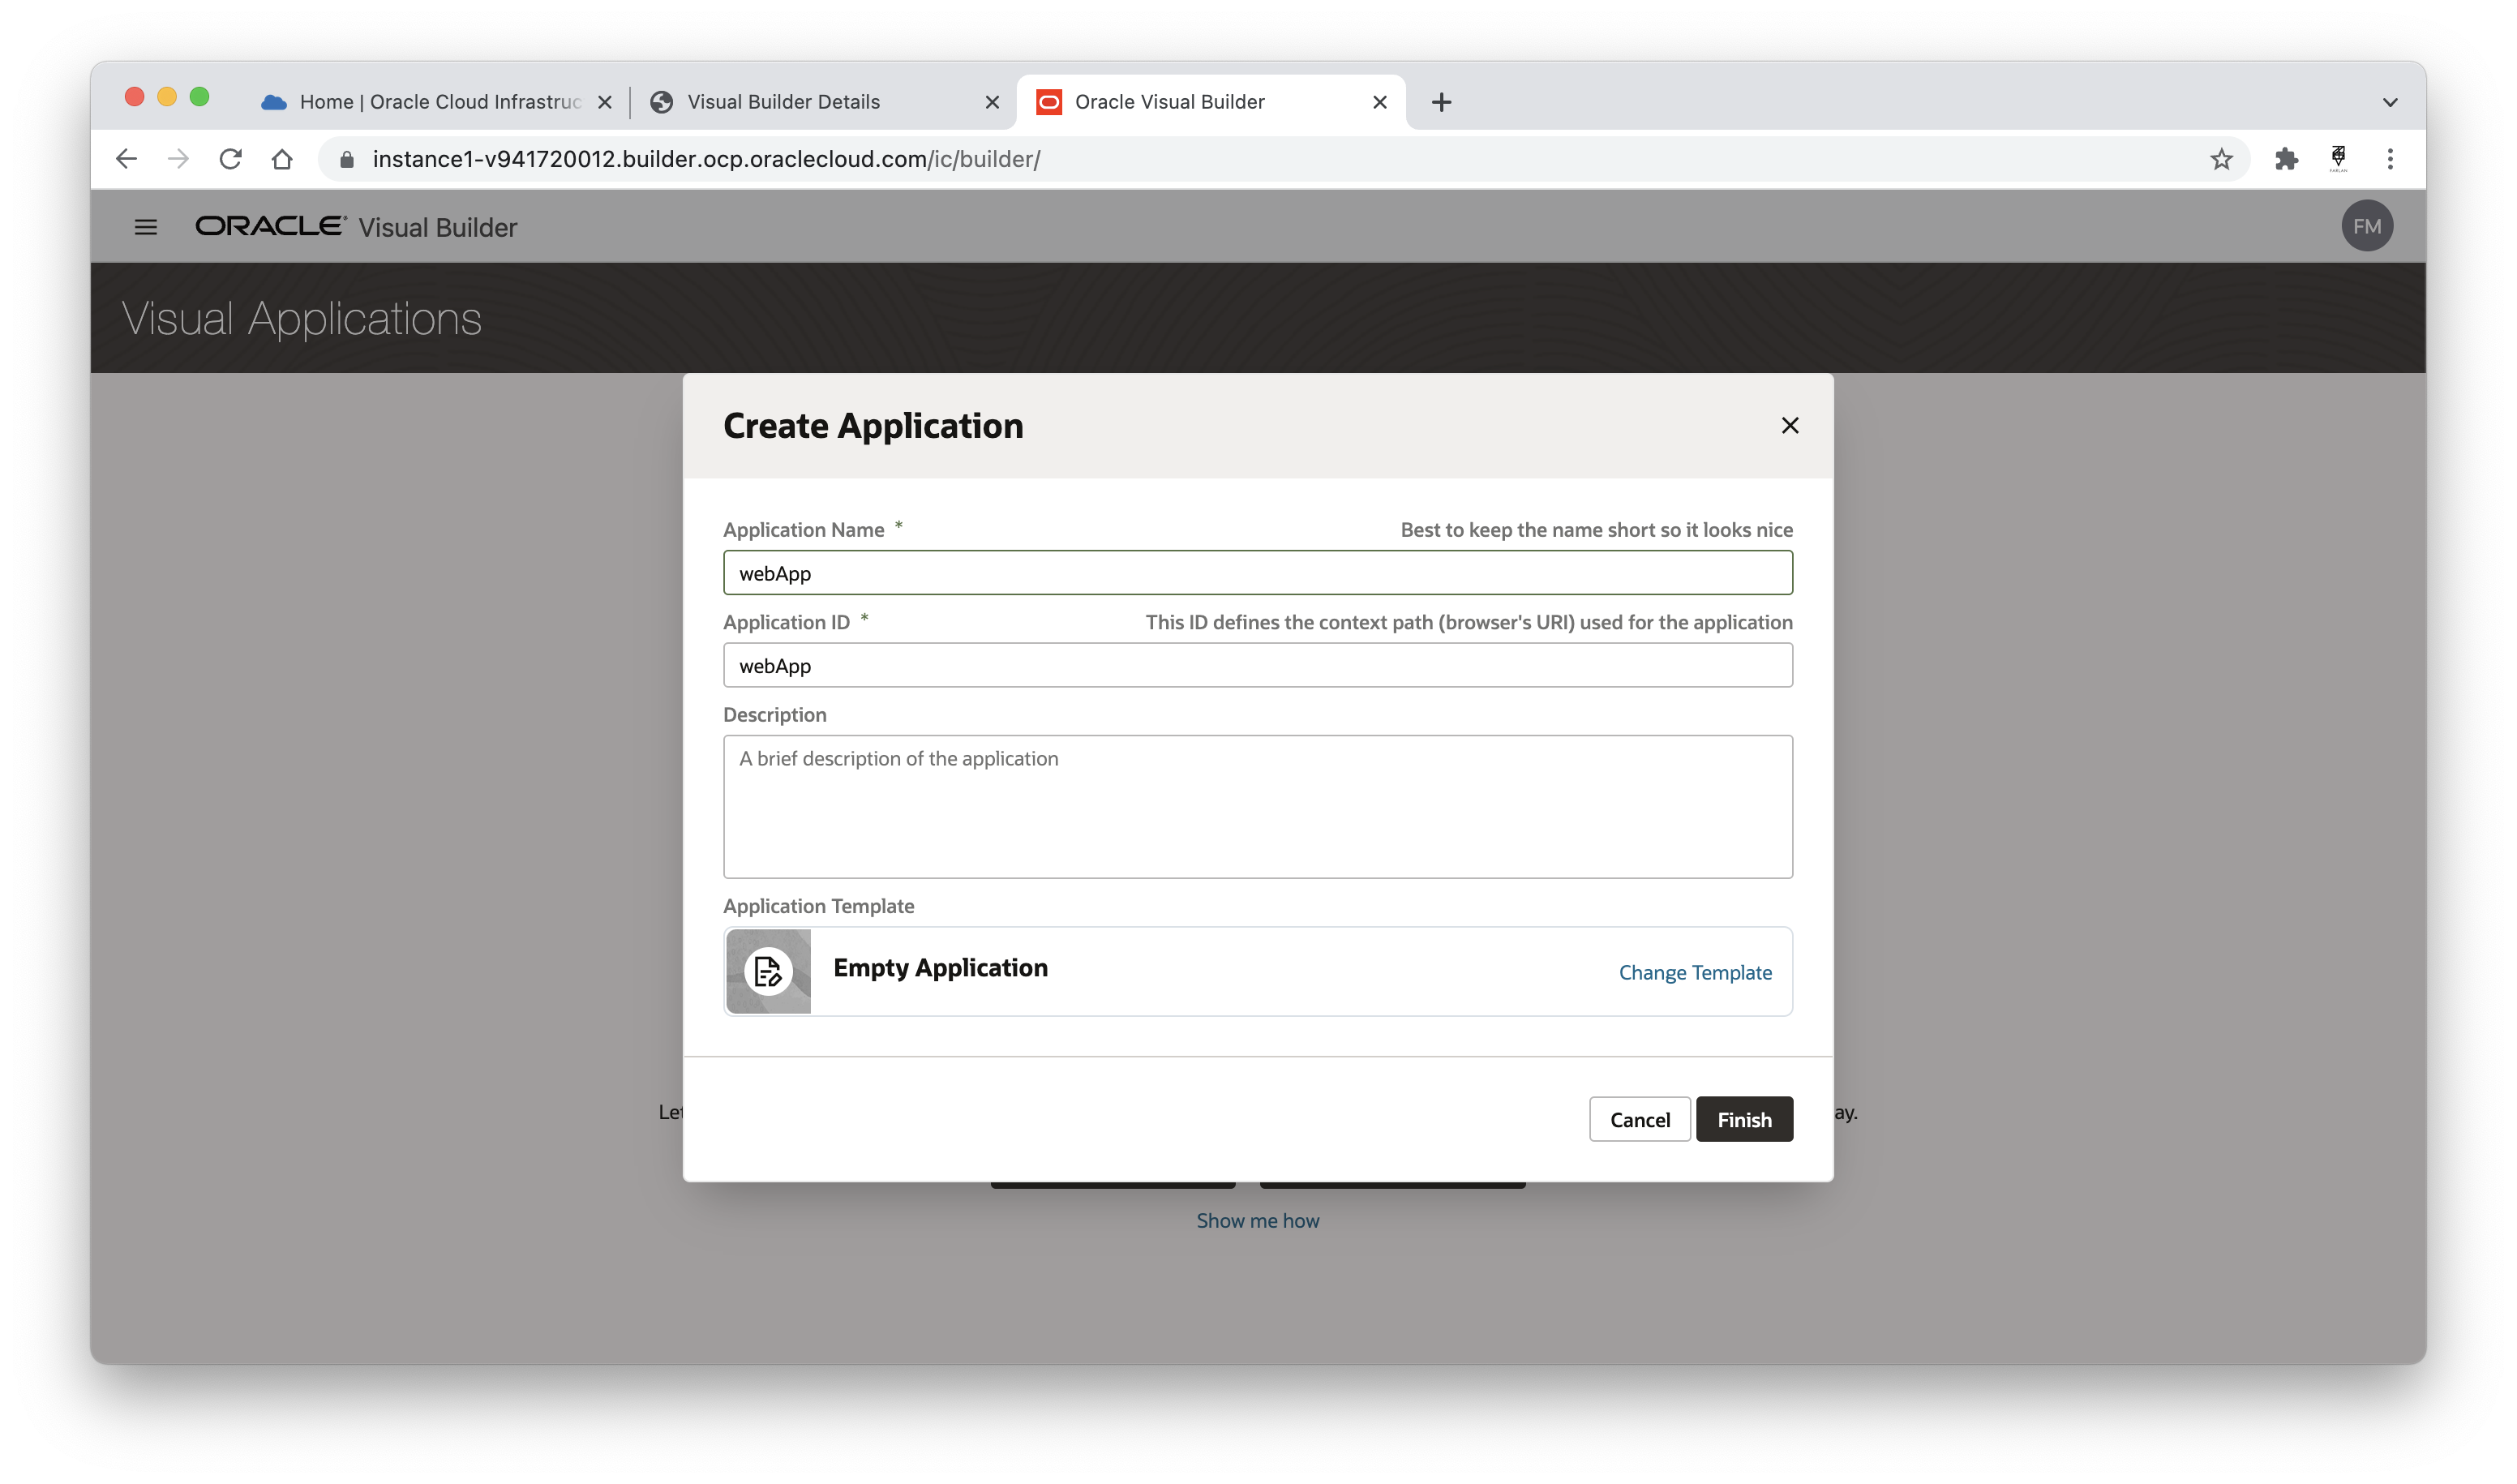 Home | Oracle Cloud Infrastruc
Visual Builder Details
Oracle Visual Builder
instance1-v941720012.builder.ocp.oraclecloud.com/ic/builder/
ORACLE Visual Builder
FM
Visual Applications
Create Application
Application Name *
Best to keep the name short so it looks nice
webApp
Application ID *
This ID defines the context path (browser's URI) used for the application
webApp
Description
A brief description of the application
Application Template
Empty Application
Change Template
Let
ay.
Cancel
Finish
Show me how